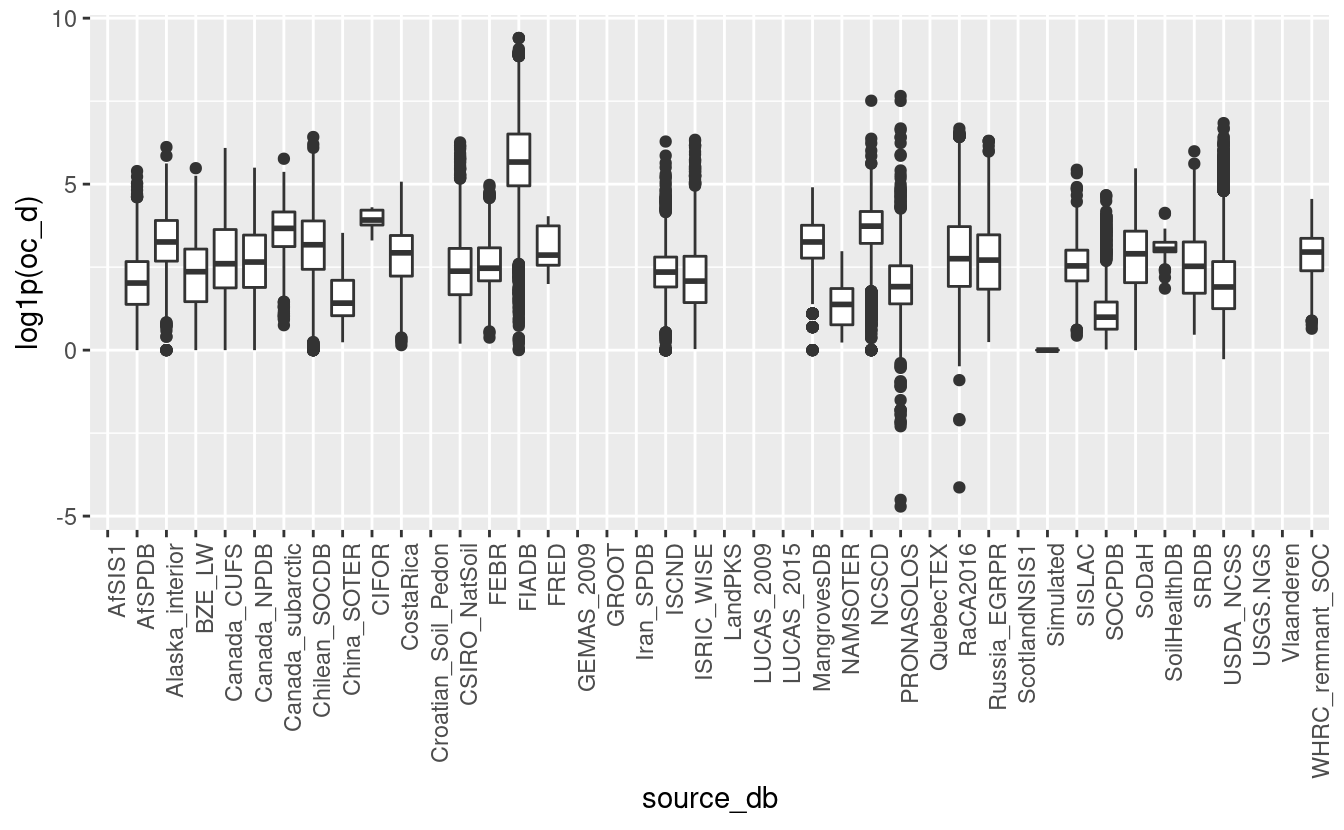 10
5
0
-5
log1p(oc_d)
AfSIS1
AfSPDB
Alaska_interior
BZE_LW
Canada_CUFS
Canada_NPDB
Canada_subarctic
Chilean_SOCDB
China_SOTER
CIFOR
CostaRica
Croatian_Soil_Pedon
CSIRO_NatSoil
FEBR
FIADB
FRED
GEMAS_2009
GROOT
Iran_SPDB
ISCND
ISRIC_WISE
LandPKS
LUCAS_2009
LUCAS_2015
MangrovesDB
NAMSOTER
NCSCD
PRONASOLOS
QuebecTEX
RaCA2016
Russia_EGRPR
ScotlandNSIS1
Simulated
SISLAC
SOCPDB
SoDaH
SoilHealthDB
SRDB
USDA_NCSS
USGS.NGS
Vlaanderen
WHRC_remnant_SOC
source_db